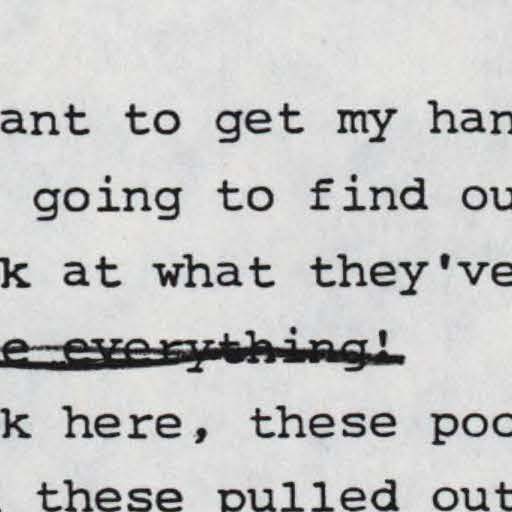 ant to get my han
going to find ou
k at what they've
e everything!
k here, these poo
these pulled out